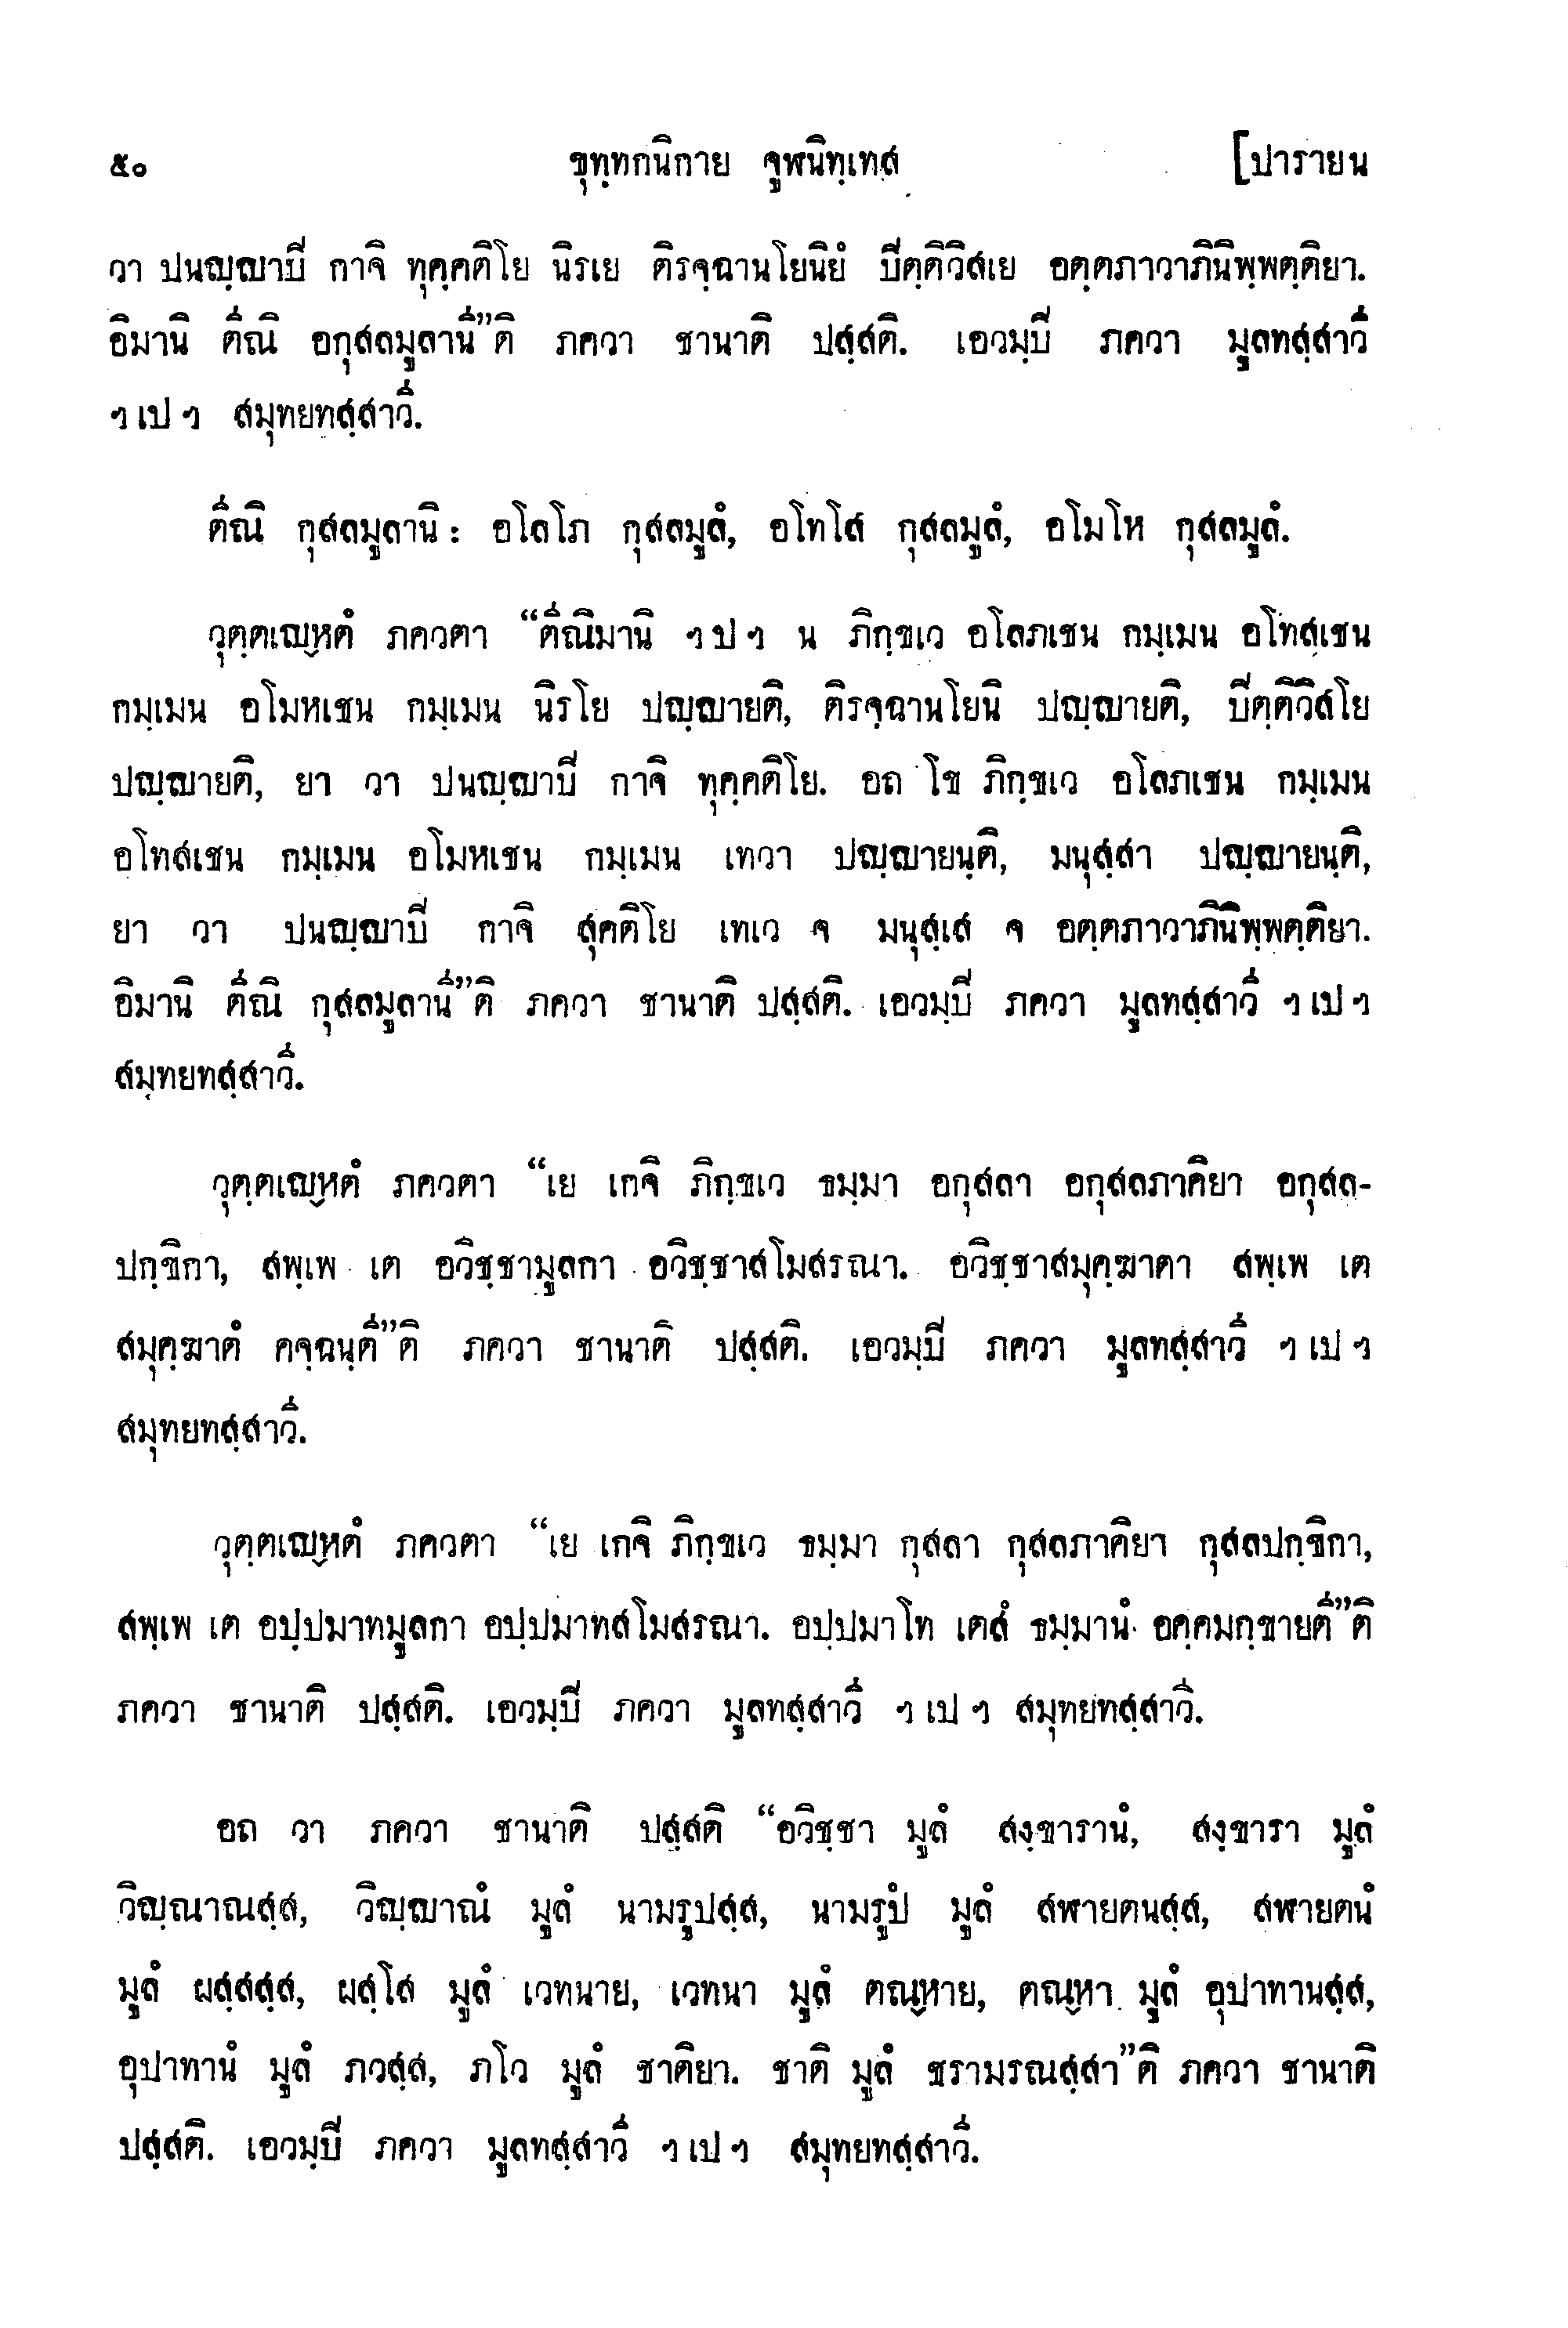 ๕๐ ขุทฺทกนิกาย จูฬนิทฺเทส [ปารายน
วา ปนญฺญาปิ กาจิ ทุคฺคติโย นิรเย ติรจฺฉานโยนิยํ ปิตฺติวิสเย อตฺตภาวาภินิพฺพตฺติยา.
อิมานิ ตีณิ อกุสลมูลานี”ติ ภควา ชานาติ ปสฺสติ. เอวมฺปิ ภควา มูลทสฺสาวี
ฯ เป ฯ สมุทยทสฺสาวี.
ตีณิ กุสลมูลานิ : อโลโภ กุสลมูลํ, อโทโส กุสลมูลํ, อโมโห กุสลมูลํ.
วุตฺตเญฺหตํ ภควตา “ตีณิมานิ ฯ ป ฯ น ภิกฺขเว อโลภเชน กมฺเมน อโทสเชน
กมฺเมน อโมหเชน กมฺเมน นิรโย ปญฺญายติ, ติรจฺฉานโยนิ ปญฺญายติ, ปิตฺติวิสโย
ปญฺญายติ, ยา วา ปนญฺญาปิ กาจิ ทุคฺคติโย. อถ โข ภิกฺขเว อโลภเชน กมฺเมน
อโทสเชน กมฺเมน อโมหเชน กมฺเมน เทวา ปญฺญายนฺติ, มนุสฺสา ปญฺญายนฺติ,
ยา วา ปนญฺญาปิ กาจิ สุคติโย เทเว จ มนุสฺเส จ อตฺตภาวาภินิพฺพตฺติยา.
อิมานิ ตีณิ กุสลมูลานี”ติ ภควา ชานาติ ปสฺสติ. เอวมฺปิ ภควา มูลทสฺสาวี ฯ เป ฯ
สมุทยทสฺสาวี.
วุตฺตเญฺหตํ ภควตา “เย เกจิ ภิกฺขเว ธมฺมา อกุสลา อกุสลภาคิยา อกุสล-
ปกฺขิกา, สพฺเพ เต อวิชฺชามูลกา อวิชฺชาสโมสรณา. อวิชฺชาสมุคฺฆาตา สพฺเพ เต
สมุคฺฆาตํ คจฺฉนฺตี”ติ ภควา ชานาติ ปสฺสติ. เอวมฺปิ ภควา มูลทสฺสาวี ฯ เป ฯ
สมุทยทสฺสาวี.
วุตฺตเญฺหตํ ภควตา “เย เกจิ ภิกฺขเว ธมฺมา กุสลา กุสลภาคิยา กุสลปกฺขิกา,
สพฺเพ เต อปฺปมาทมูลกา อปฺปมาทสโมสรณา. อปฺปมาโท เตสํ ธมฺมานํ อคฺคมกฺขายตี”ติ
ภควา ชานาติ ปสฺสติ. เอวมฺปิ ภควา มูลทสฺสาวี ฯ เป ฯ สมุทยทสฺสาวี.
อถ วา ภควา ชานาติ ปสฺสติ “อวิชฺชา มูลํ สงฺขารานํ, สงฺขารา มูลํ
วิญฺณาณสฺส, วิญฺญาณํ มูลํ นามรูปสฺส, นามรูปํ มูลํ สฬายตนสฺส, สฬายตนํ
มูลํ ผสฺสสฺส, ผสฺโส มูลํ เวทนาย, เวทนา มูลํ ตณฺหาย, ตณฺหา มูลํ อุปาทานสฺส,
อุปาทานํ มูลํ ภวสฺส, ภโว มูลํ ชาติยา. ชาติ มูลํ ชรามรณสฺสา”ติ ภควา ชานาติ
ปสฺสติ. เอวมฺปิ ภควา มูลทสฺสาวี ฯ เป ฯ สมุทยทสฺสาวี.